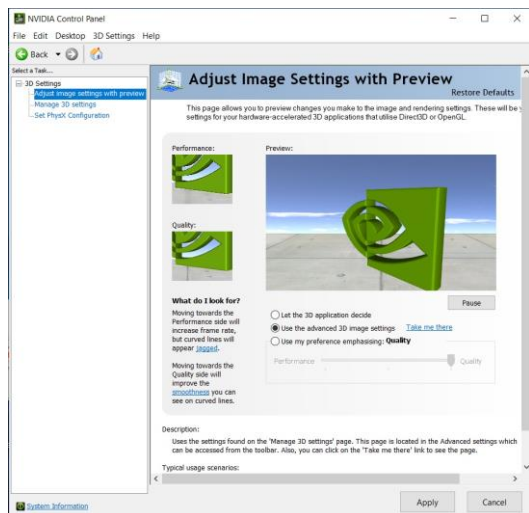 NVIDIA Control Panel
File Edit Desktop 3D Settings Help
Back
Select a Task...
3D Settings
Adjust image settings with preview
Manage 3D settings
Set PhysX Configuration
Adjust Image Settings with Preview
Restore Defaults
This page allows you to preview changes you make to the image and rendering settings. These will be
settings for your hardware-accelerated 3D applications that utilise Direct3D or OpenGL.
Performance:
Quality:
What do I look for?
Moving towards the
Performance side will
increase frame rate,
but curved lines will
appear jagged.
Moving towards the
Quality side will
improve the
smoothness you can
see on curved lines.
Preview:
Pause
Let the 3D application decide
Use the advanced 3D image settings Take me there
Use my preference emphasising: Quality
Performance Quality
Description:
Uses the settings found on the 'Manage 3D settings' page. This page is located in the Advanced settings which
can be accessed from the toolbar. Also, you can click on the 'Take me there' link to see the page.
Typical usage scenarios:
System Information
Apply Cancel